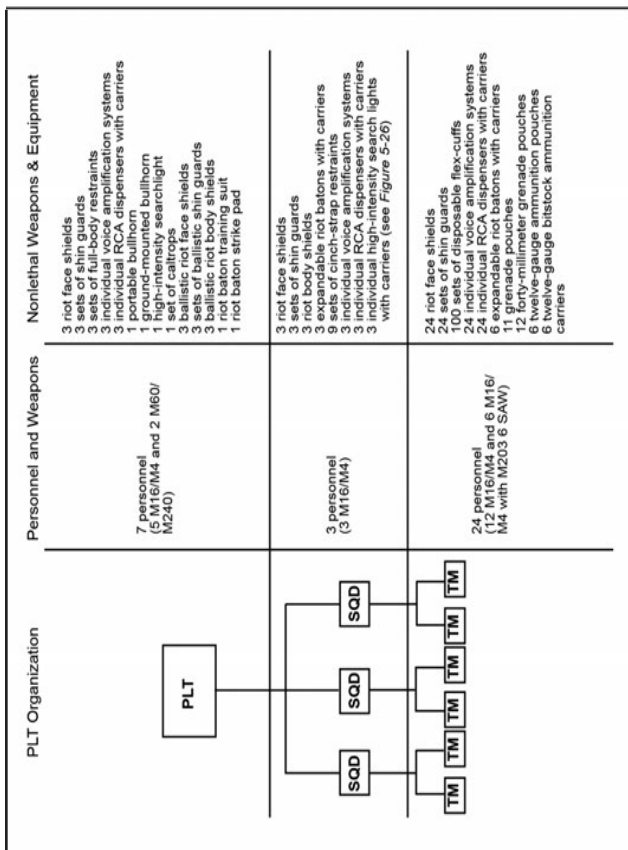 PLT Organization
Personnel and Weapons
Nonlethal Weapons & Equipment
PLT
7 personnel
(5 M16/M4 and 2 M60/
M240)
3 riot face shields
3 sets of shin guards
3 sets of full-body restraints
3 individual voice amplification systems
3 individual RCA dispensers with carriers
1 portable bullhorn
1 ground-mounted bullhorn
1 high-intensity searchlight
1 set of caltrops
3 ballistic riot face shields
3 sets of ballistic shin guards
3 ballistic riot body shields
1 riot baton training suit
1 riot baton strike pad
SQD
SQD
SQD
3 personnel
(3 M16/M4)
3 riot face shields
3 sets of shin guards
3 riot body shields
3 expandable riot batons with carriers
9 sets of cinch-strap restraints
3 individual voice amplification systems
3 individual RCA dispensers with carriers
3 individual high-intensity search lights
with carriers (see Figure 5-26)
TM
TM
TM
TM
TM
TM
24 personnel
(12 M16/M4 and 6 M16/
M4 with M203 6 SAW)
24 riot face shields
24 sets of shin guards
100 sets of disposable flex-cuffs
24 individual voice amplification systems
24 individual RCA dispensers with carriers
6 expandable riot batons with carriers
11 grenade pouches
12 forty-millimeter grenade pouches
6 twelve-gauge ammunition pouches
6 twelve-gauge bitstock ammunition
carriers